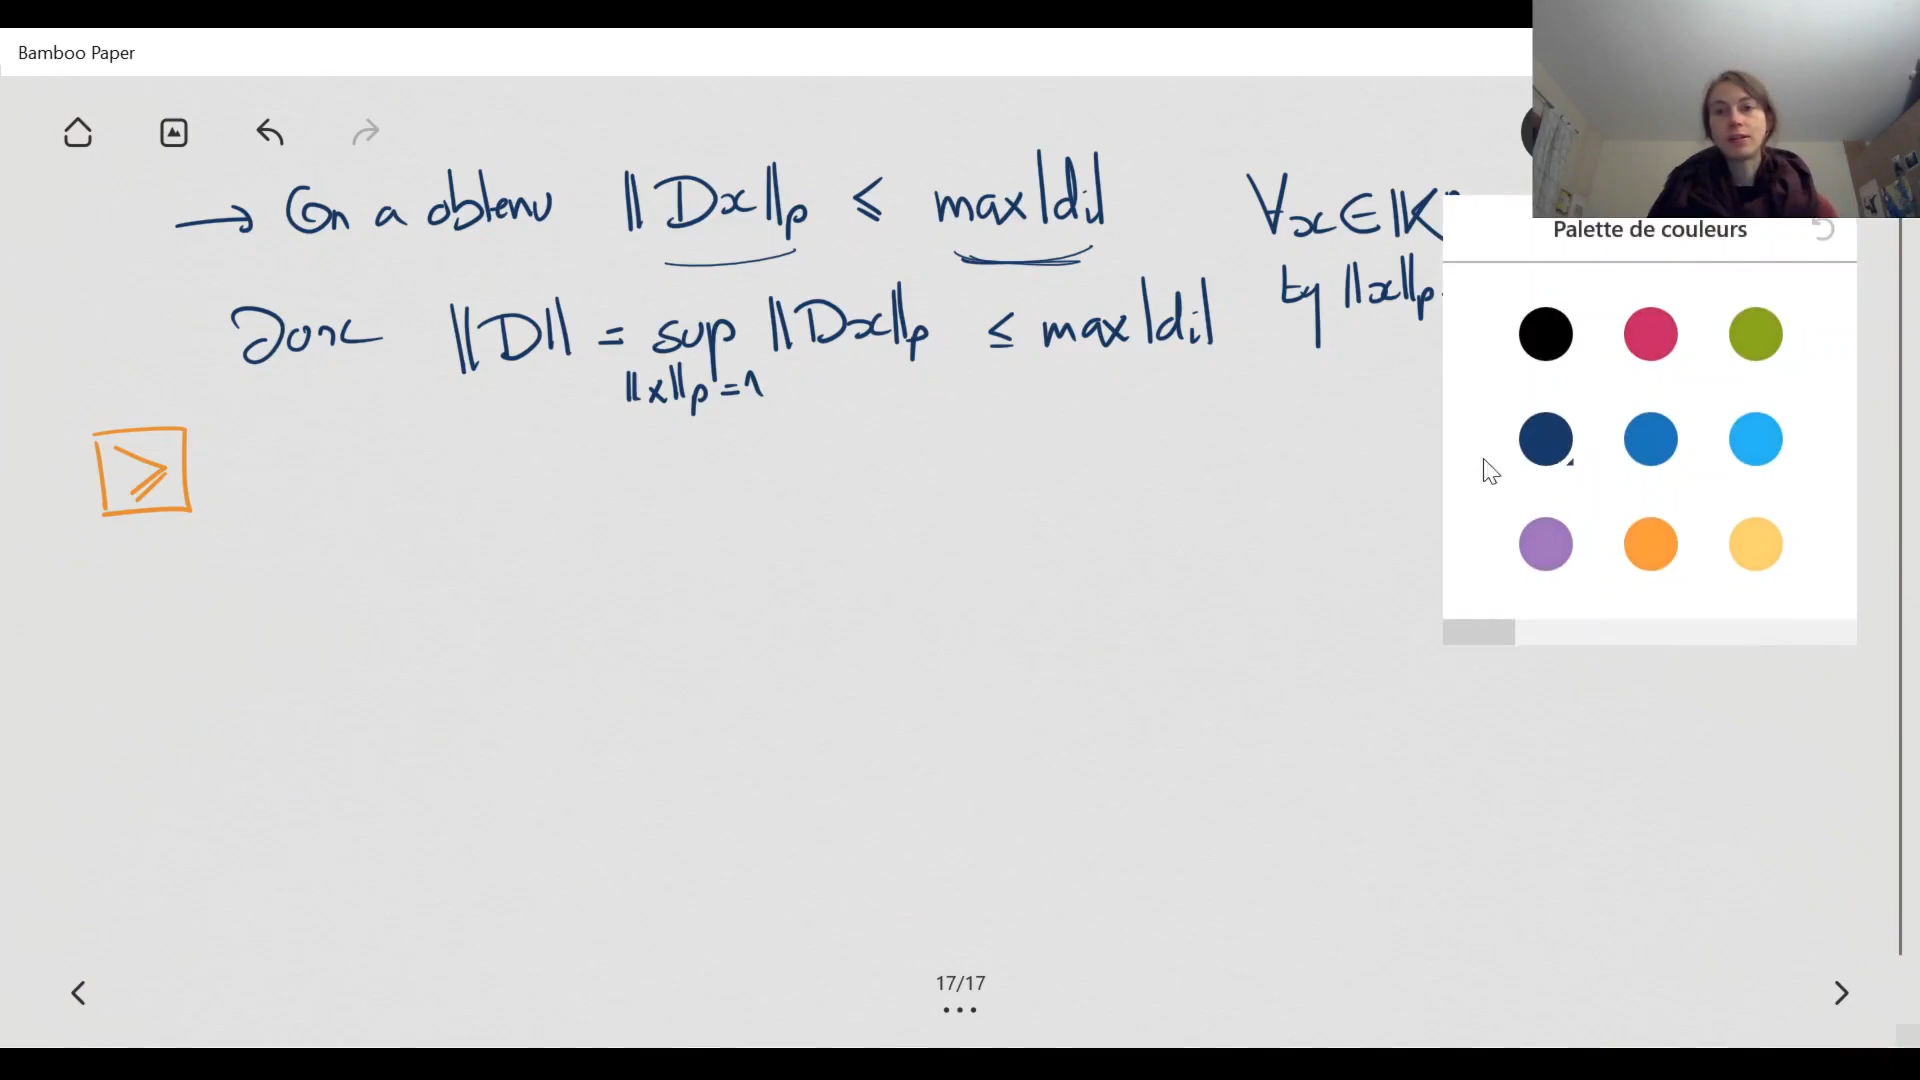 Bamboo Paper
→ On a obtenu ||Dx||p ≤ max|di| ∀x∈K
tq ||x||p
Palette de couleurs
Donc ||D|| = sup ||Dx||p ≤ max|di|
||x||p=1
≥
17/17